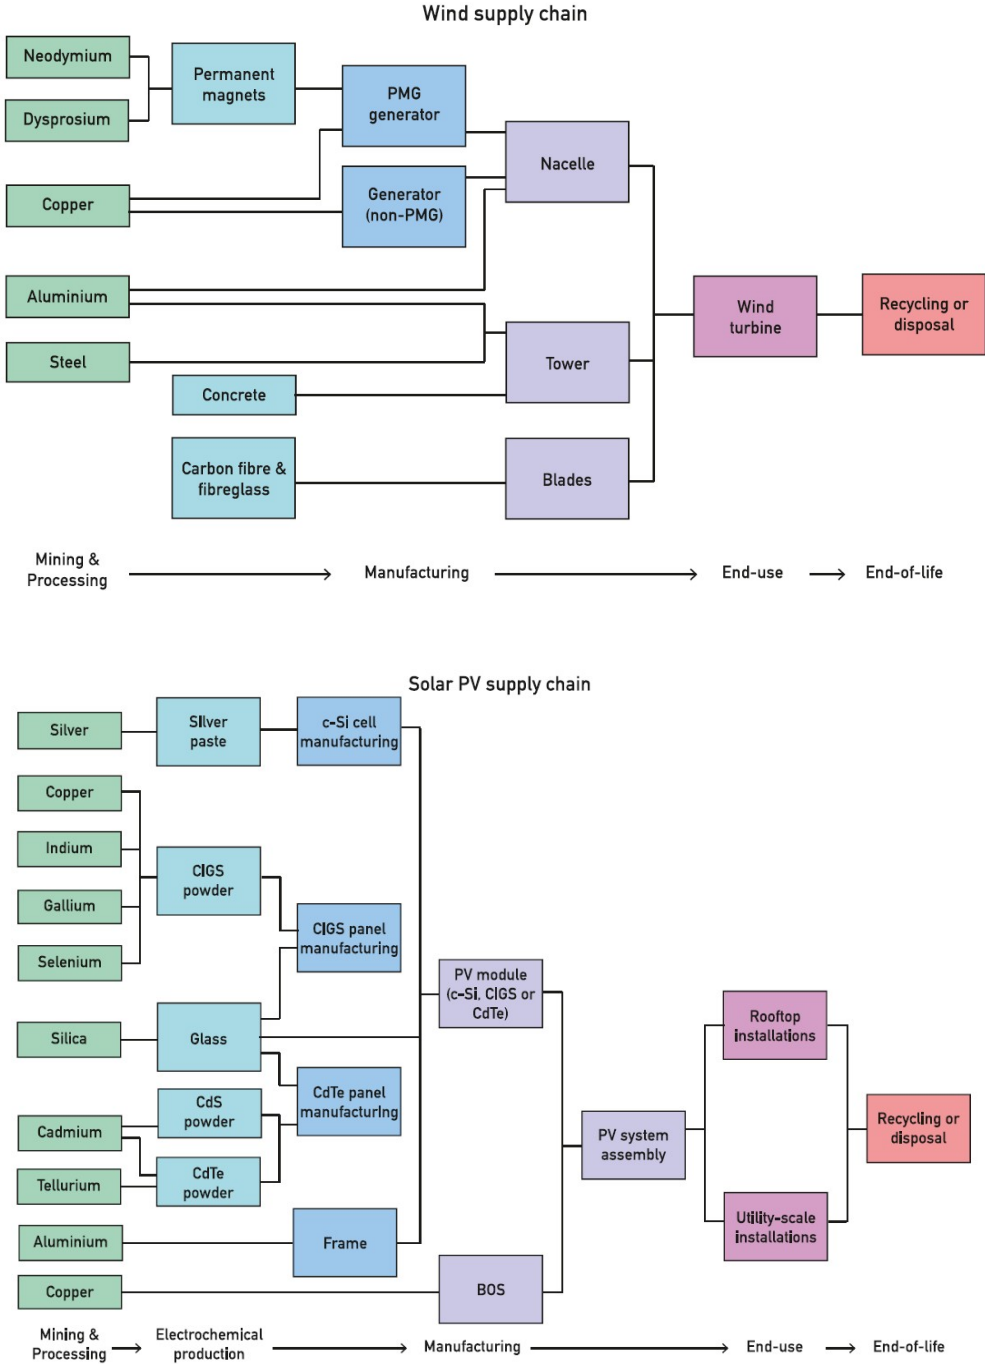 Wind supply chain
Neodymium
Dysprosium
Permanent
magnets
PMG
generator
Copper
Generator
(non-PMG)
Nacelle
Aluminium
Steel
Concrete
Tower
Carbon fibre &
fibreglass
Blades
Wind
turbine
Recycling or
disposal
Mining &
Processing
Manufacturing
End-use
End-of-life
Solar PV supply chain
Silver
Silver
paste
c-Si cell
manufacturing
Copper
Indium
Gallium
Selenium
CIGS
powder
CIGS panel
manufacturing
Silica
Glass
PV module
(c-Si, CIGS or
CdTe)
Cadmium
Tellurium
CdS
powder
CdTe
powder
CdTe panel
manufacturing
Aluminium
Frame
Copper
BOS
PV system
assembly
Rooftop
installations
Utility-scale
installations
Recycling or
disposal
Mining &
Processing
Electrochemical
production
Manufacturing
End-use
End-of-life